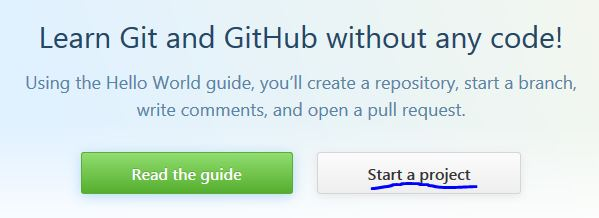 Learn Git and GitHub without any code!
Using the Hello World guide, you’ll create a repository, start a branch,
write comments, and open a pull request.
Read the guide
Start a project